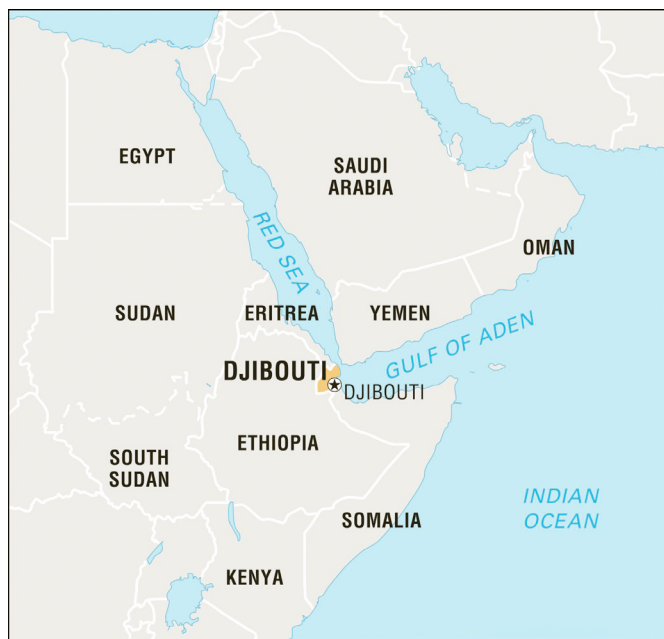 EGYPT
SAUDI
ARABIA
RED SEA
OMAN
SUDAN
ERITREA
YEMEN
GULF OF ADEN
DJIBOUTI
DJIBOUTI
ETHIOPIA
SOUTH
SUDAN
INDIAN
OCEAN
SOMALIA
KENYA